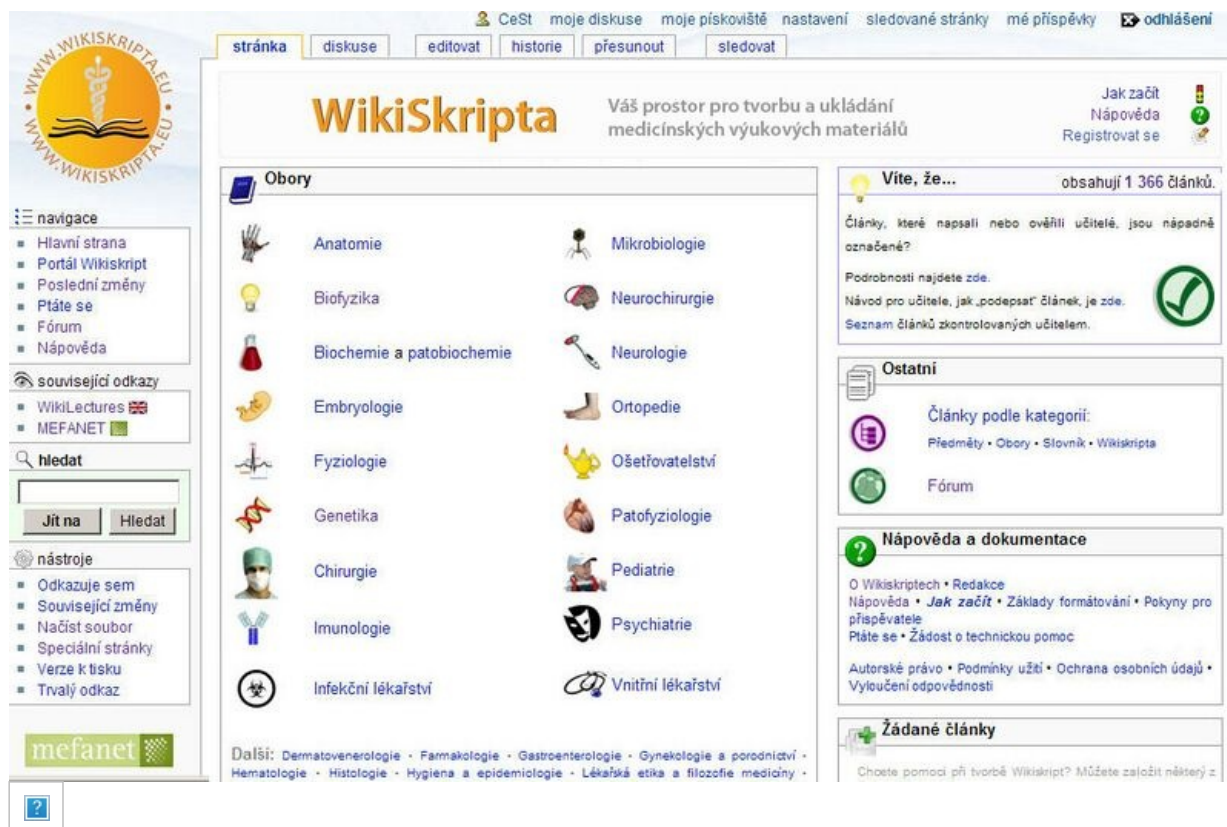 CeSt moje diskuse moje pískoviště nastavení sledované stránky mé příspěvky odhlášení
stránka diskuse editovat historie přesunout sledovat
WWW.WIKISKRIPTA.EU • WWW.WIKISKRIPTA.EU •
WikiSkripta
Váš prostor pro tvorbu a ukládání
medicínských výukových materiálů
Jak začít
Nápověda
Registrovat se
navigace
Hlavní strana
Portál Wikiskript
Poslední změny
Ptáte se
Fórum
Nápověda
související odkazy
WikiLectures
MEFANET
hledat
Jít na Hledat
nástroje
Odkazuje sem
Související změny
Načíst soubor
Speciální stránky
Verze k tisku
Trvalý odkaz
mefanet
Obory
Anatomie
Mikrobiologie
Biofyzika
Neurochirurgie
Biochemie a patobiochemie
Neurologie
Embryologie
Ortopedie
Fyziologie
Ošetřovatelství
Genetika
Patofyziologie
Chirurgie
Pediatrie
Imunologie
Psychiatrie
Infekční lékařství
Vnitřní lékařství
Další: Dermatovenerologie - Farmakologie - Gastroenterologie - Gynekologie a porodnictví -
Hematologie - Histologie - Hygiena a epidemiologie - Lékařská etika a filozofie medicíny -
Víte, že... obsahují 1 366 článků.
Články, které napsali nebo ověřili učitelé, jsou nápadně
označené?
Podrobnosti najdete zde.
Návod pro učitele, jak „podepsat“ článek, je zde.
Seznam článků zkontrolovaných učitelem.
Ostatní
Články podle kategorií:
Předměty • Obory • Slovník • Wikiskripta
Fórum
Nápověda a dokumentace
O Wikiskriptech • Redakce
Nápověda • Jak začít • Základy formátování • Pokyny pro
přispěvatele
Ptáte se • Žádost o technickou pomoc
Autorské právo • Podmínky užití • Ochrana osobních údajů •
Vyloučení odpovědnosti
Žádané články
Chcete pomoci při tvorbě Wikiskript? Můžete založit některý z